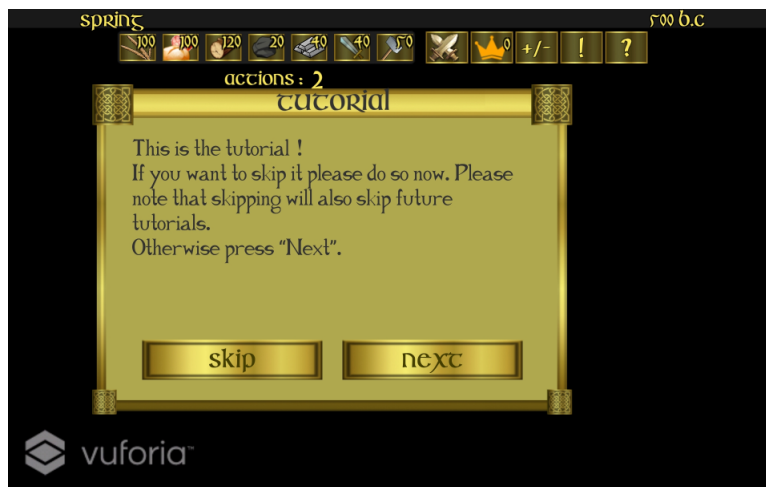 spring 500 b.c
100 100 120 20 40 40 50 0 +/- ! ?
actions : 2
tutorial
This is the tutorial !
If you want to skip it please do so now. Please
note that skipping will also skip future
tutorials.
Otherwise press "Next".
skip next
vuforia™